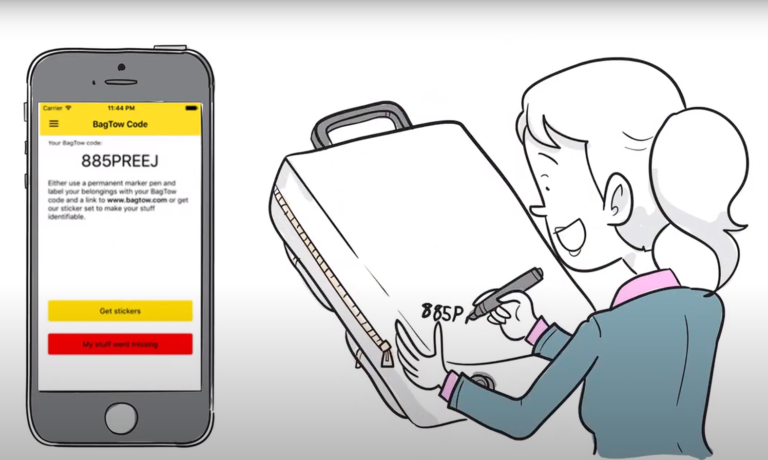 Carrier 11:44 PM
BagTow Code
Your BagTow code:
885PREEJ
Either use a permanent marker pen and
label your belongings with your BagTow
code and a link to www.bagtow.com or get
our sticker set to make your stuff
identifiable.
Get stickers
My stuff went missing
885P